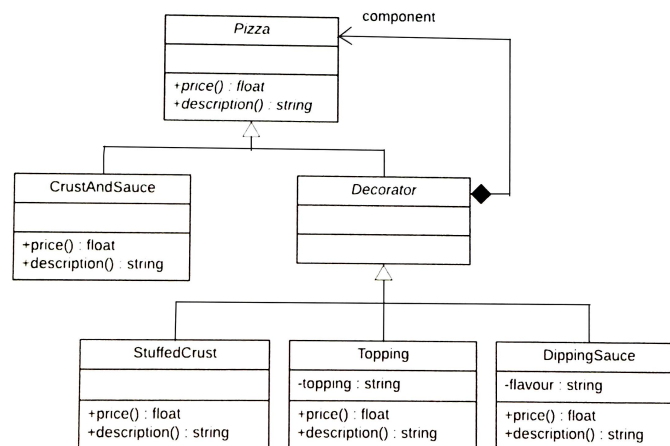 component
Pizza
+price() : float
+description() : string
CrustAndSauce
+price() : float
+description() : string
Decorator
StuffedCrust
+price() : float
+description() : string
Topping
-topping : string
+price() : float
+description() : string
DippingSauce
-flavour : string
+price() : float
+description() : string